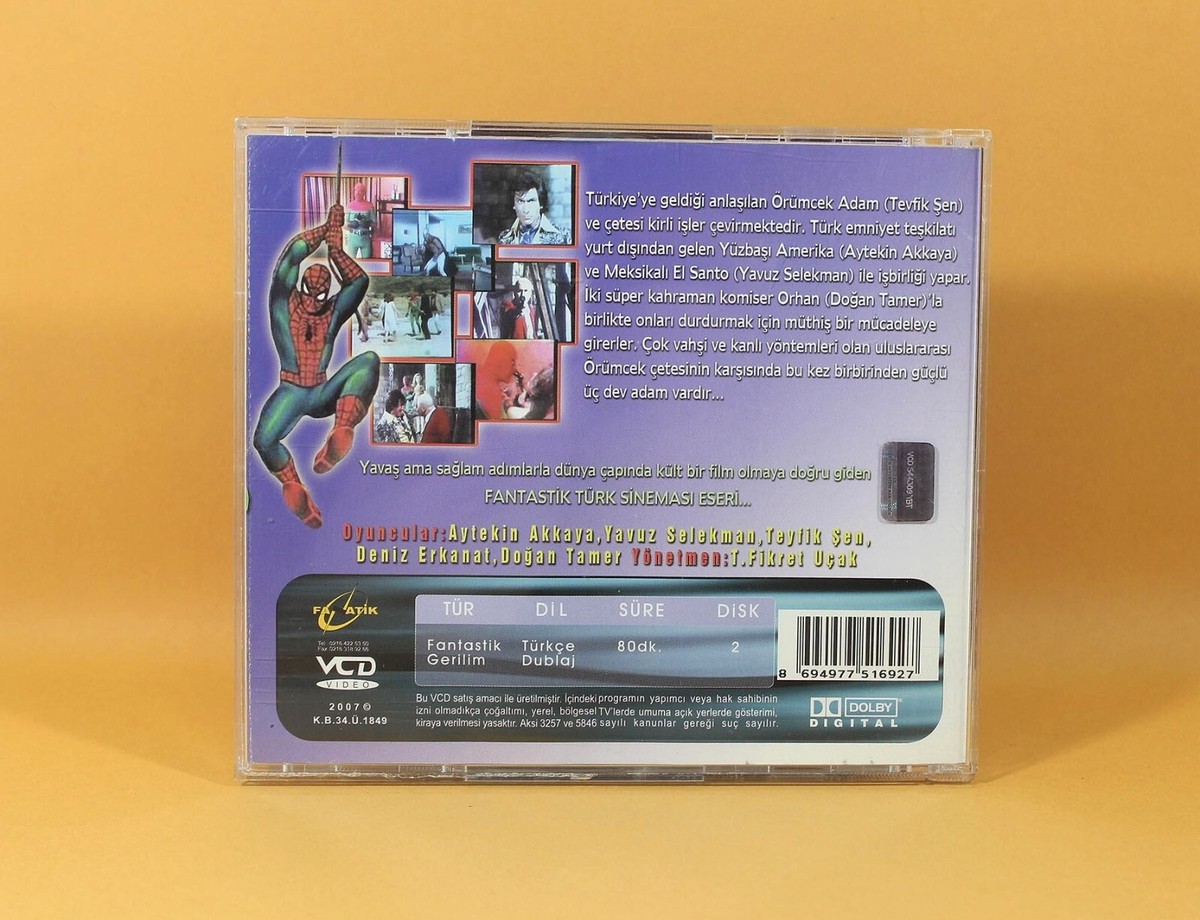 Türkiye'ye geldiği anlaşılan Örümcek Adam (Tevfik Şen)
ve çetesi kirli işler çevirmektedir. Türk emniyet teşkilatı
yurt dışından gelen Yüzbaşı Amerika (Aytekin Akkaya)
ve Meksikalı El Santo (Yavuz Selekman) ile işbirliği yapar.
İki süper kahraman komiser Orhan (Doğan Tamer)'la
birlikte onları durdurmak için müthiş bir mücadeleye
girerler. Çok vahşi ve kanlı yöntemleri olan uluslararası
Örümcek çetesinin karşısında bu kez birbirinden güçlü
üç dev adam vardır...
Yavaş ama sağlam adımlarla dünya çapında kült bir film olmaya doğru giden
FANTASTİK TÜRK SİNEMASI ESERİ...
Oyuncular:Aytekin Akkaya,Yavuz Selekman,Teyfik Şen,
Deniz Erkanat,Doğan Tamer Yönetmen:T.Fikret Uçak
FANATİK
VCD
VIDEO
2007 ©
K.B.34.Ü.1849
TÜR DİL SÜRE DİSK
Fantastik Türkçe 80dk. 2
Gerilim Dublaj
Bu VCD satış amacı ile üretilmiştir. İçindeki programın yapımcı veya hak sahibinin
izni olmadıkça çoğaltımı, yerel, bölgesel TV'lerde umuma açık yerlerde gösterimi,
kiraya verilmesi yasaktır. Aksi 3257 ve 5846 sayılı kanunlar gereği suç sayılır.
8 694977 516927
DOLBY
DIGITAL